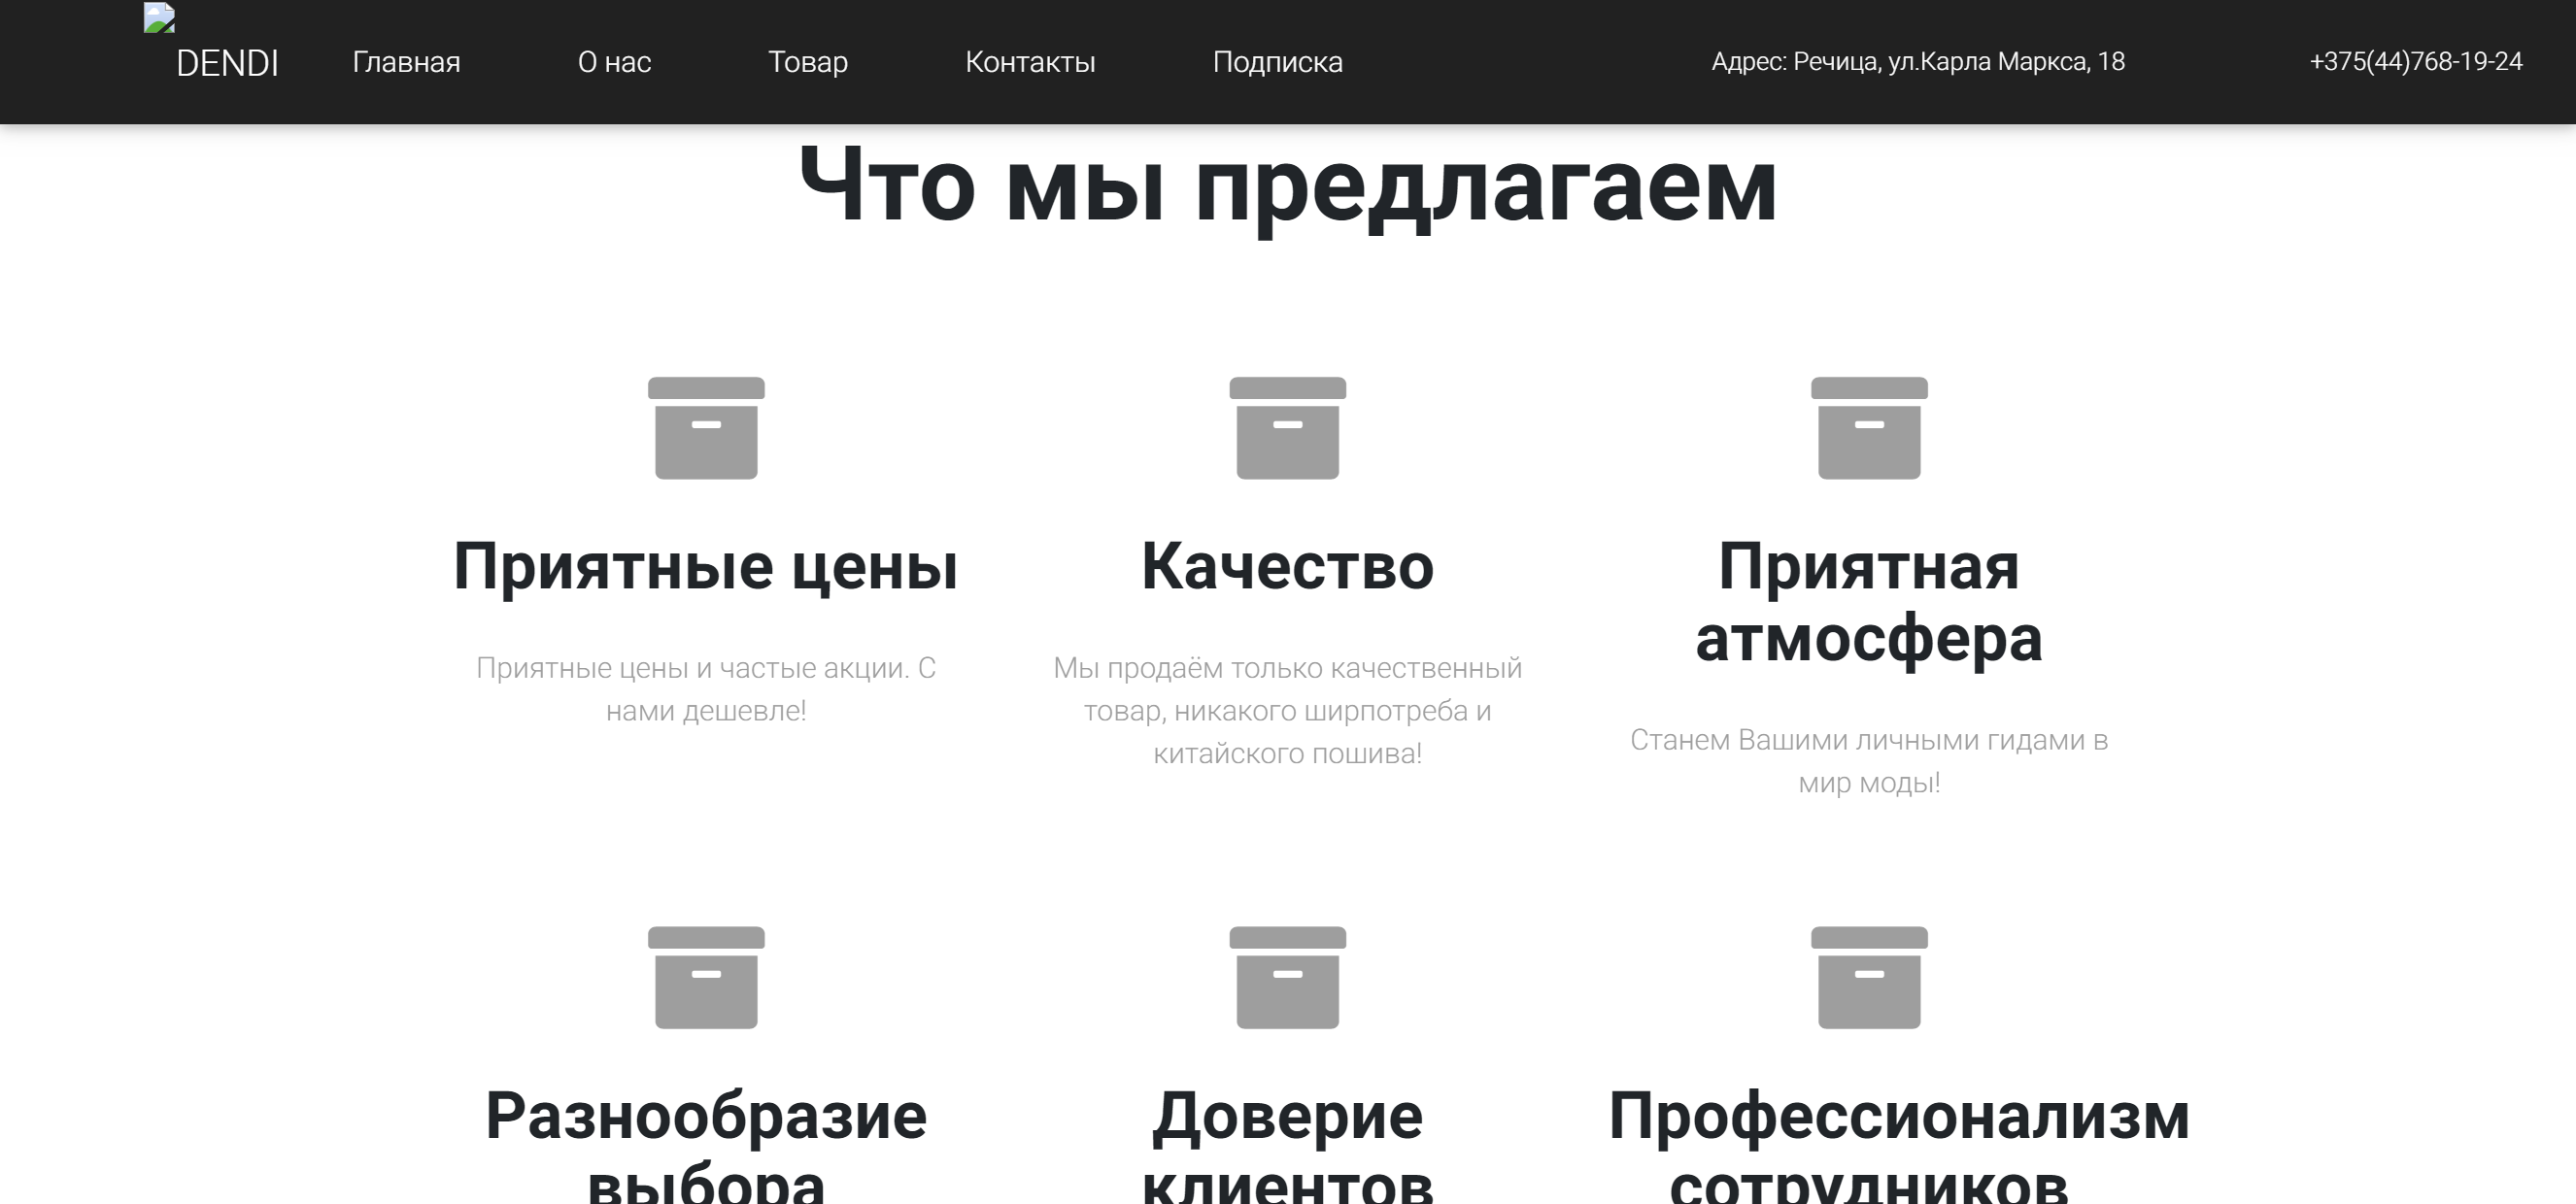 DENDI Главная О нас Товар Контакты Подписка Адрес: Речица, ул.Карла Маркса, 18 +375(44)768-19-24
Что мы предлагаем
Приятные цены
Приятные цены и частые акции. С
нами дешевле!
Качество
Мы продаём только качественный
товар, никакого ширпотреба и
китайского пошива!
Приятная
атмосфера
Станем Вашими личными гидами в
мир моды!
Разнообразие
выбора
Доверие
клиентов
Профессионализм
сотрудников